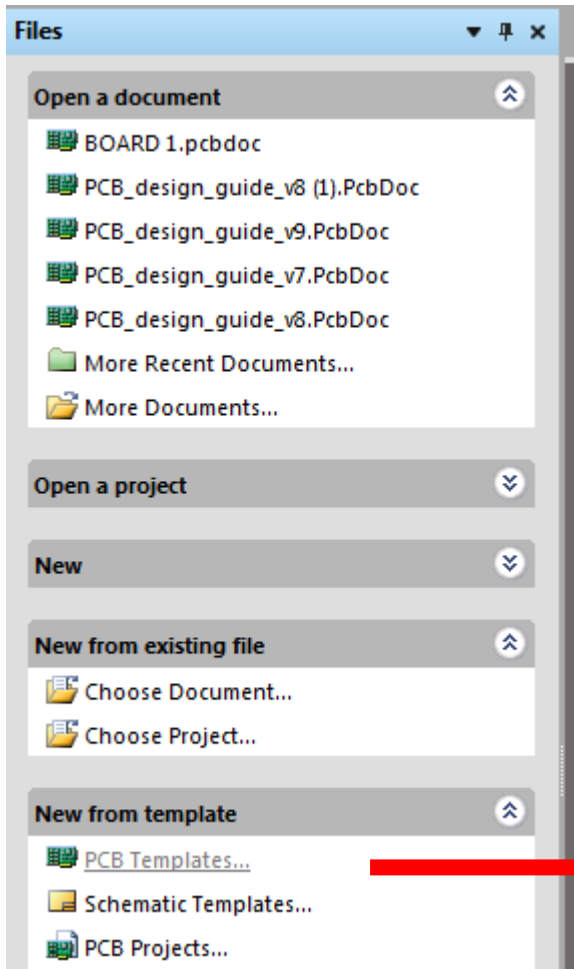 Files
Open a document
BOARD 1.pcbdoc
PCB_design_guide_v8 (1).PcbDoc
PCB_design_guide_v9.PcbDoc
PCB_design_guide_v7.PcbDoc
PCB_design_guide_v8.PcbDoc
More Recent Documents...
More Documents...
Open a project
New
New from existing file
Choose Document...
Choose Project...
New from template
PCB Templates...
Schematic Templates...
PCB Projects...